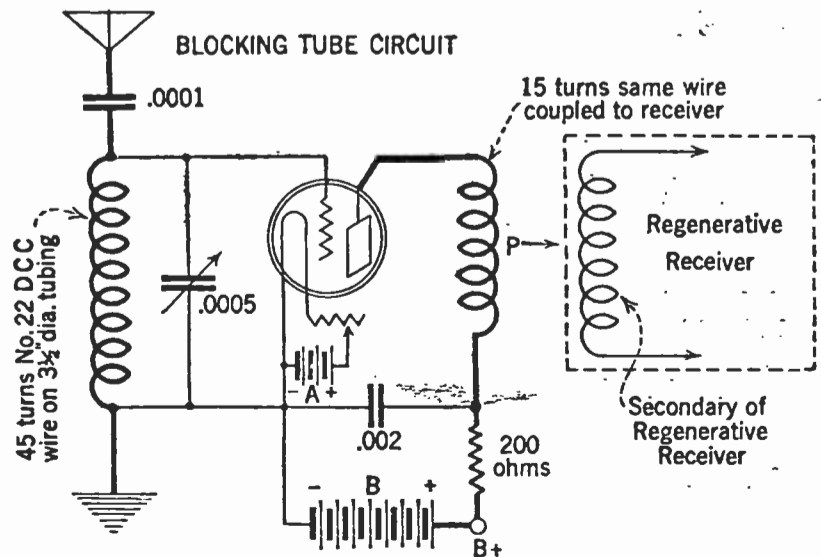 BLOCKING TUBE CIRCUIT
.0001
15 turns same wire
coupled to receiver
45 turns No. 22 DCC
wire on 3½" dia. tubing
.0005
P
Regenerative
Receiver
- A +
.002
200
ohms
Secondary of
Regenerative
Receiver
- B +
B+